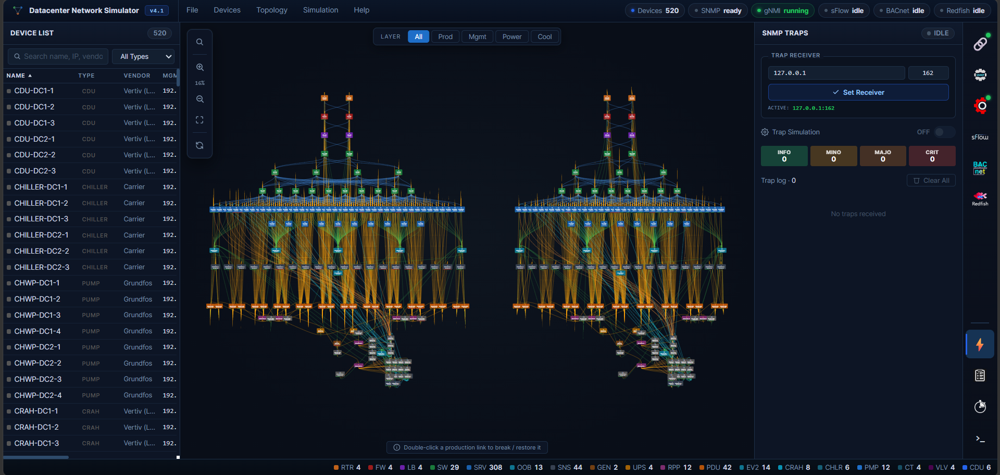 Datacenter Network Simulator v4.1 File Devices Topology Simulation Help Devices 520 SNMP ready gNMI running sFlow idle BACnet idle Redfish idle
DEVICE LIST 520
Search name, IP, vendo All Types
NAME TYPE VENDOR MGM
CDU-DC1-1 CDU Vertiv (L... 192.
CDU-DC1-2 CDU Vertiv (L... 192.
CDU-DC1-3 CDU Vertiv (L... 192.
CDU-DC2-1 CDU Vertiv (L... 192.
CDU-DC2-2 CDU Vertiv (L... 192.
CDU-DC2-3 CDU Vertiv (L... 192.
CHILLER-DC1-1 CHILLER Carrier 192.
CHILLER-DC1-2 CHILLER Carrier 192.
CHILLER-DC1-3 CHILLER Carrier 192.
CHILLER-DC2-1 CHILLER Carrier 192.
CHILLER-DC2-2 CHILLER Carrier 192.
CHILLER-DC2-3 CHILLER Carrier 192.
CHWP-DC1-1 PUMP Grundfos 192.
CHWP-DC1-2 PUMP Grundfos 192.
CHWP-DC1-3 PUMP Grundfos 192.
CHWP-DC1-4 PUMP Grundfos 192.
CHWP-DC2-1 PUMP Grundfos 192.
CHWP-DC2-2 PUMP Grundfos 192.
CHWP-DC2-3 PUMP Grundfos 192.
CHWP-DC2-4 PUMP Grundfos 192.
CRAH-DC1-1 CRAH Vertiv (L... 192.
CRAH-DC1-2 CRAH Vertiv (L... 192.
CRAH-DC1-3 CRAH Vertiv (L... 192.
16%
LAYER All Prod Mgmt Power Cool
Double-click a production link to break / restore it
SNMP TRAPS IDLE
TRAP RECEIVER
127.0.0.1 162
Set Receiver
ACTIVE: 127.0.0.1:162
Trap Simulation OFF
INFO MINO MAJO CRIT
0 0 0 0
Trap log · 0 Clear All
No traps received
SNMP
sFlow
BAC
net
Redfish
RTR 4 FW 4 LB 4 SW 29 SRV 308 OOB 13 SNS 44 GEN 2 UPS 4 RPP 12 PDU 42 EV2 14 CRAH 8 CHLR 6 PMP 12 CT 4 VLV 4 CDU 6